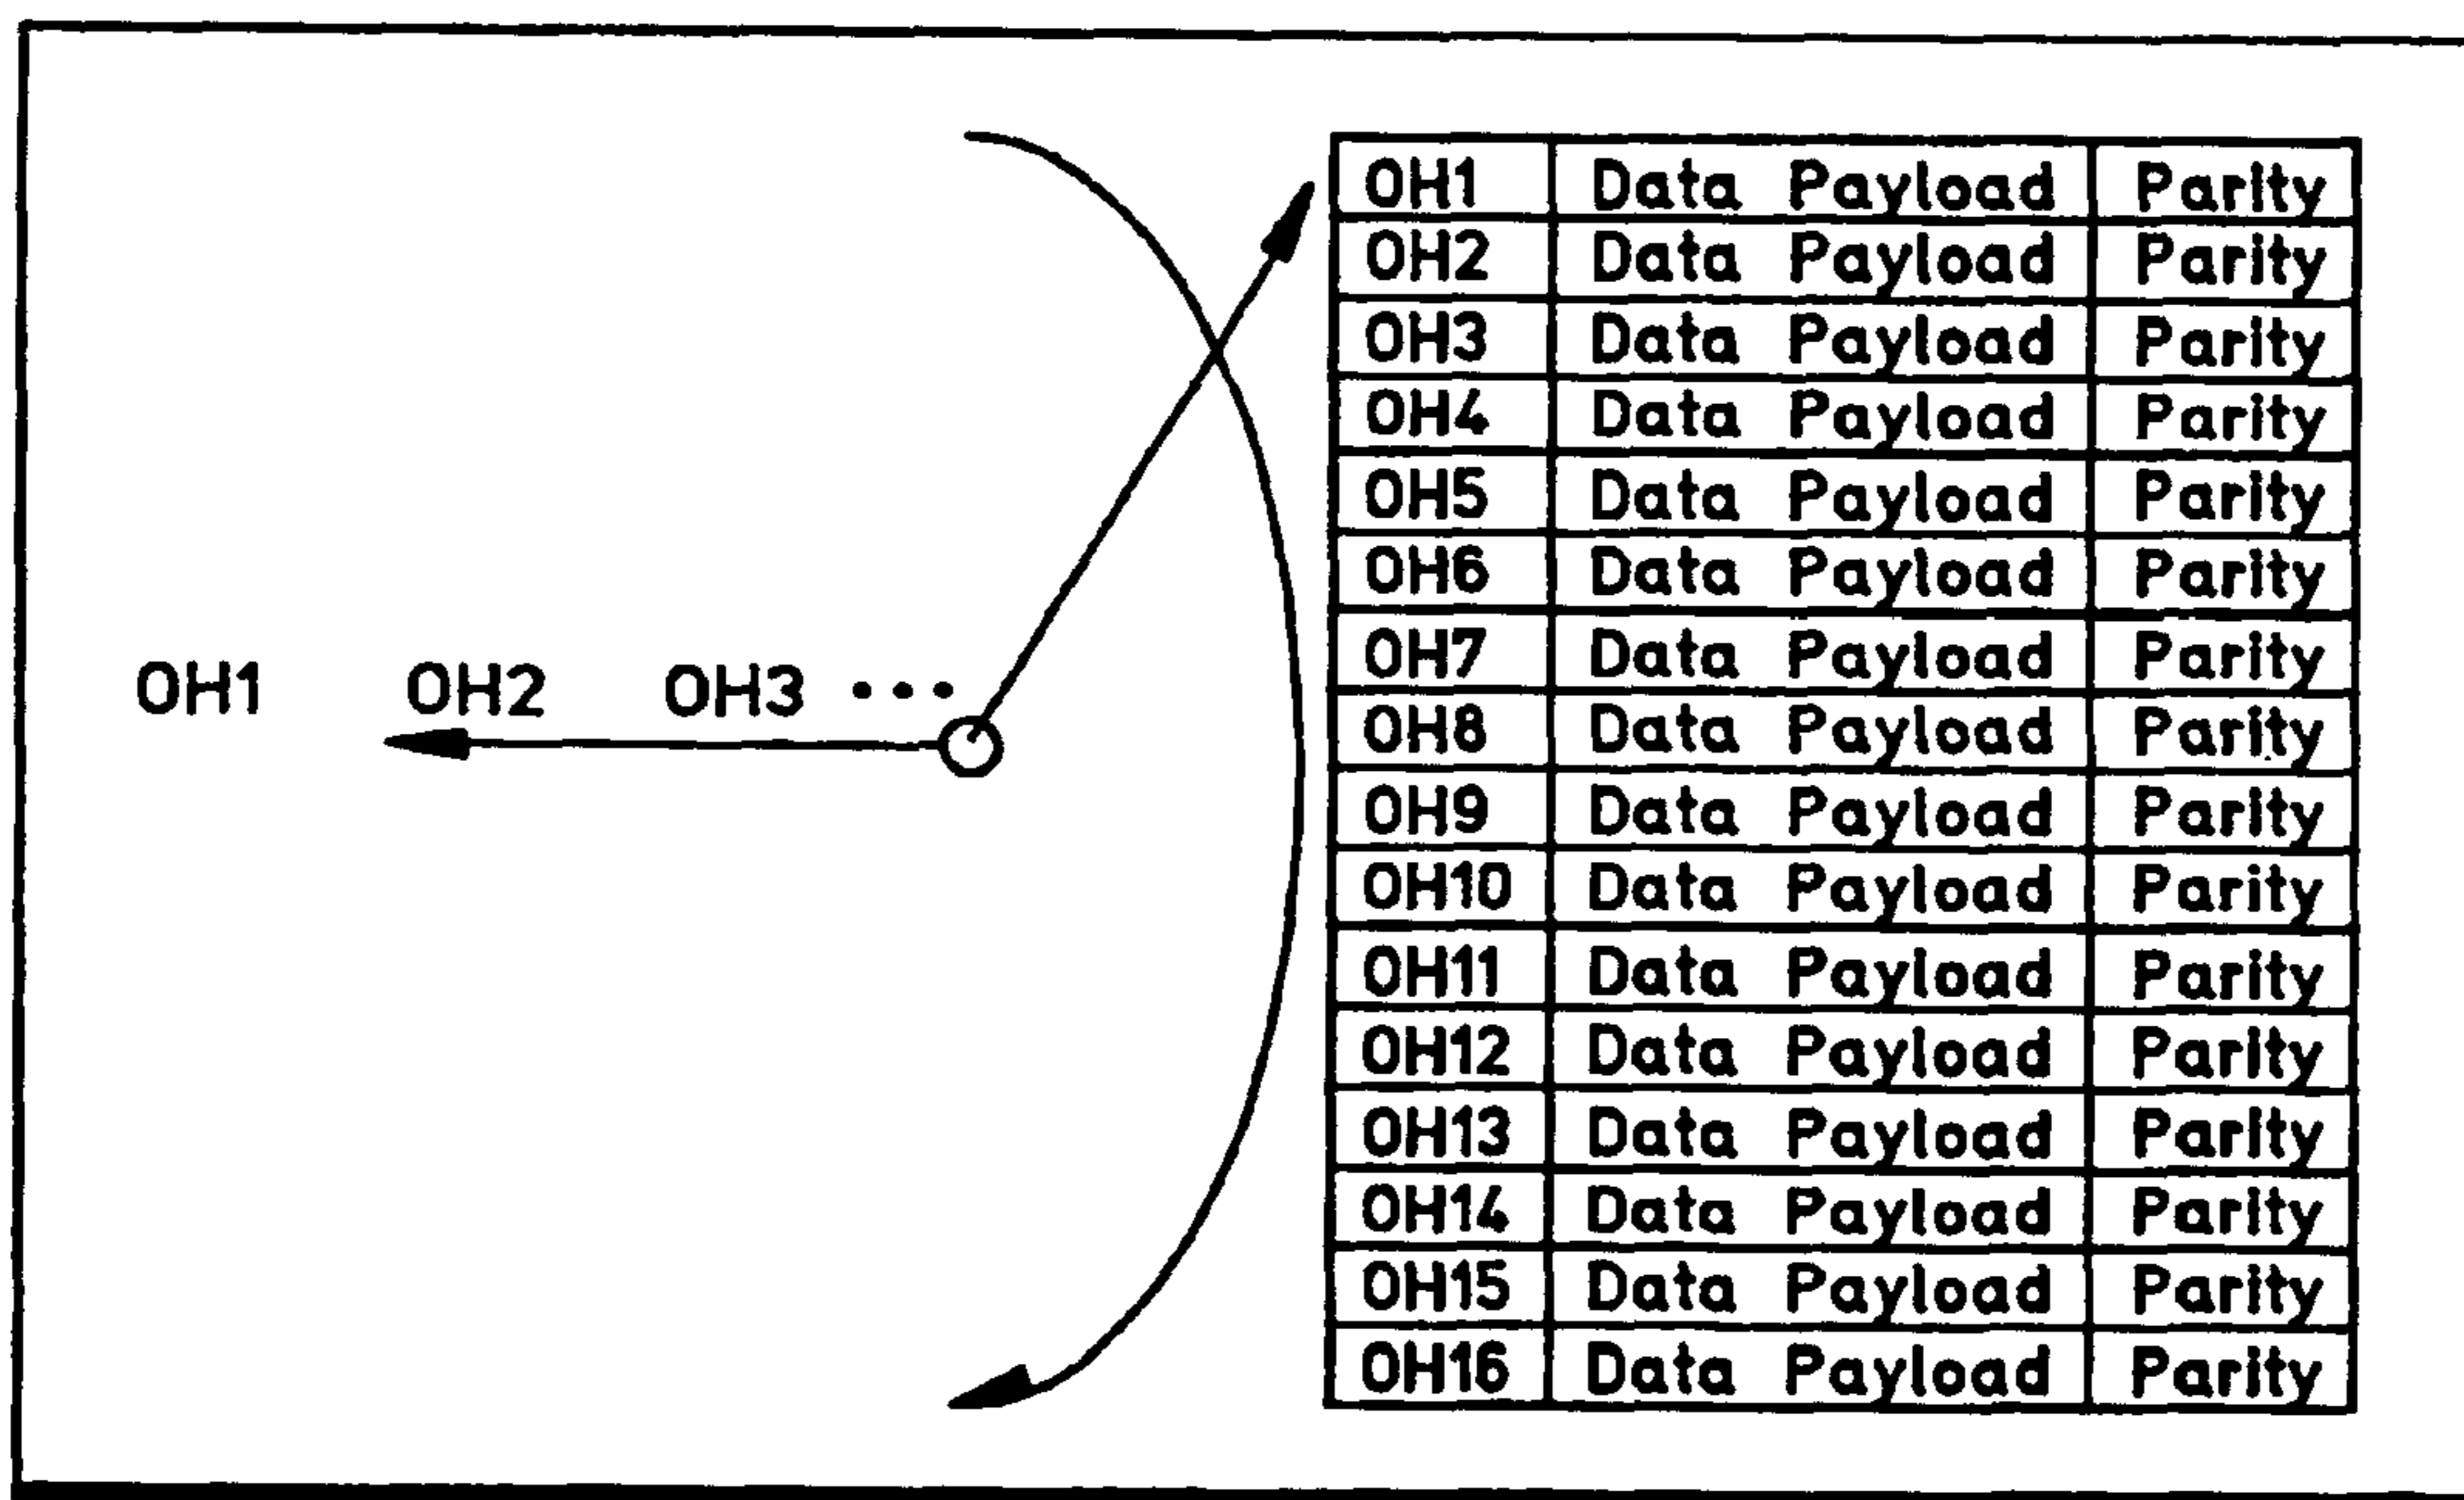 OH1 OH2 OH3 •••
OH1 Data Payload Parity
OH2 Data Payload Parity
OH3 Data Payload Parity
OH4 Data Payload Parity
OH5 Data Payload Parity
OH6 Data Payload Parity
OH7 Data Payload Parity
OH8 Data Payload Parity
OH9 Data Payload Parity
OH10 Data Payload Parity
OH11 Data Payload Parity
OH12 Data Payload Parity
OH13 Data Payload Parity
OH14 Data Payload Parity
OH15 Data Payload Parity
OH16 Data Payload Parity